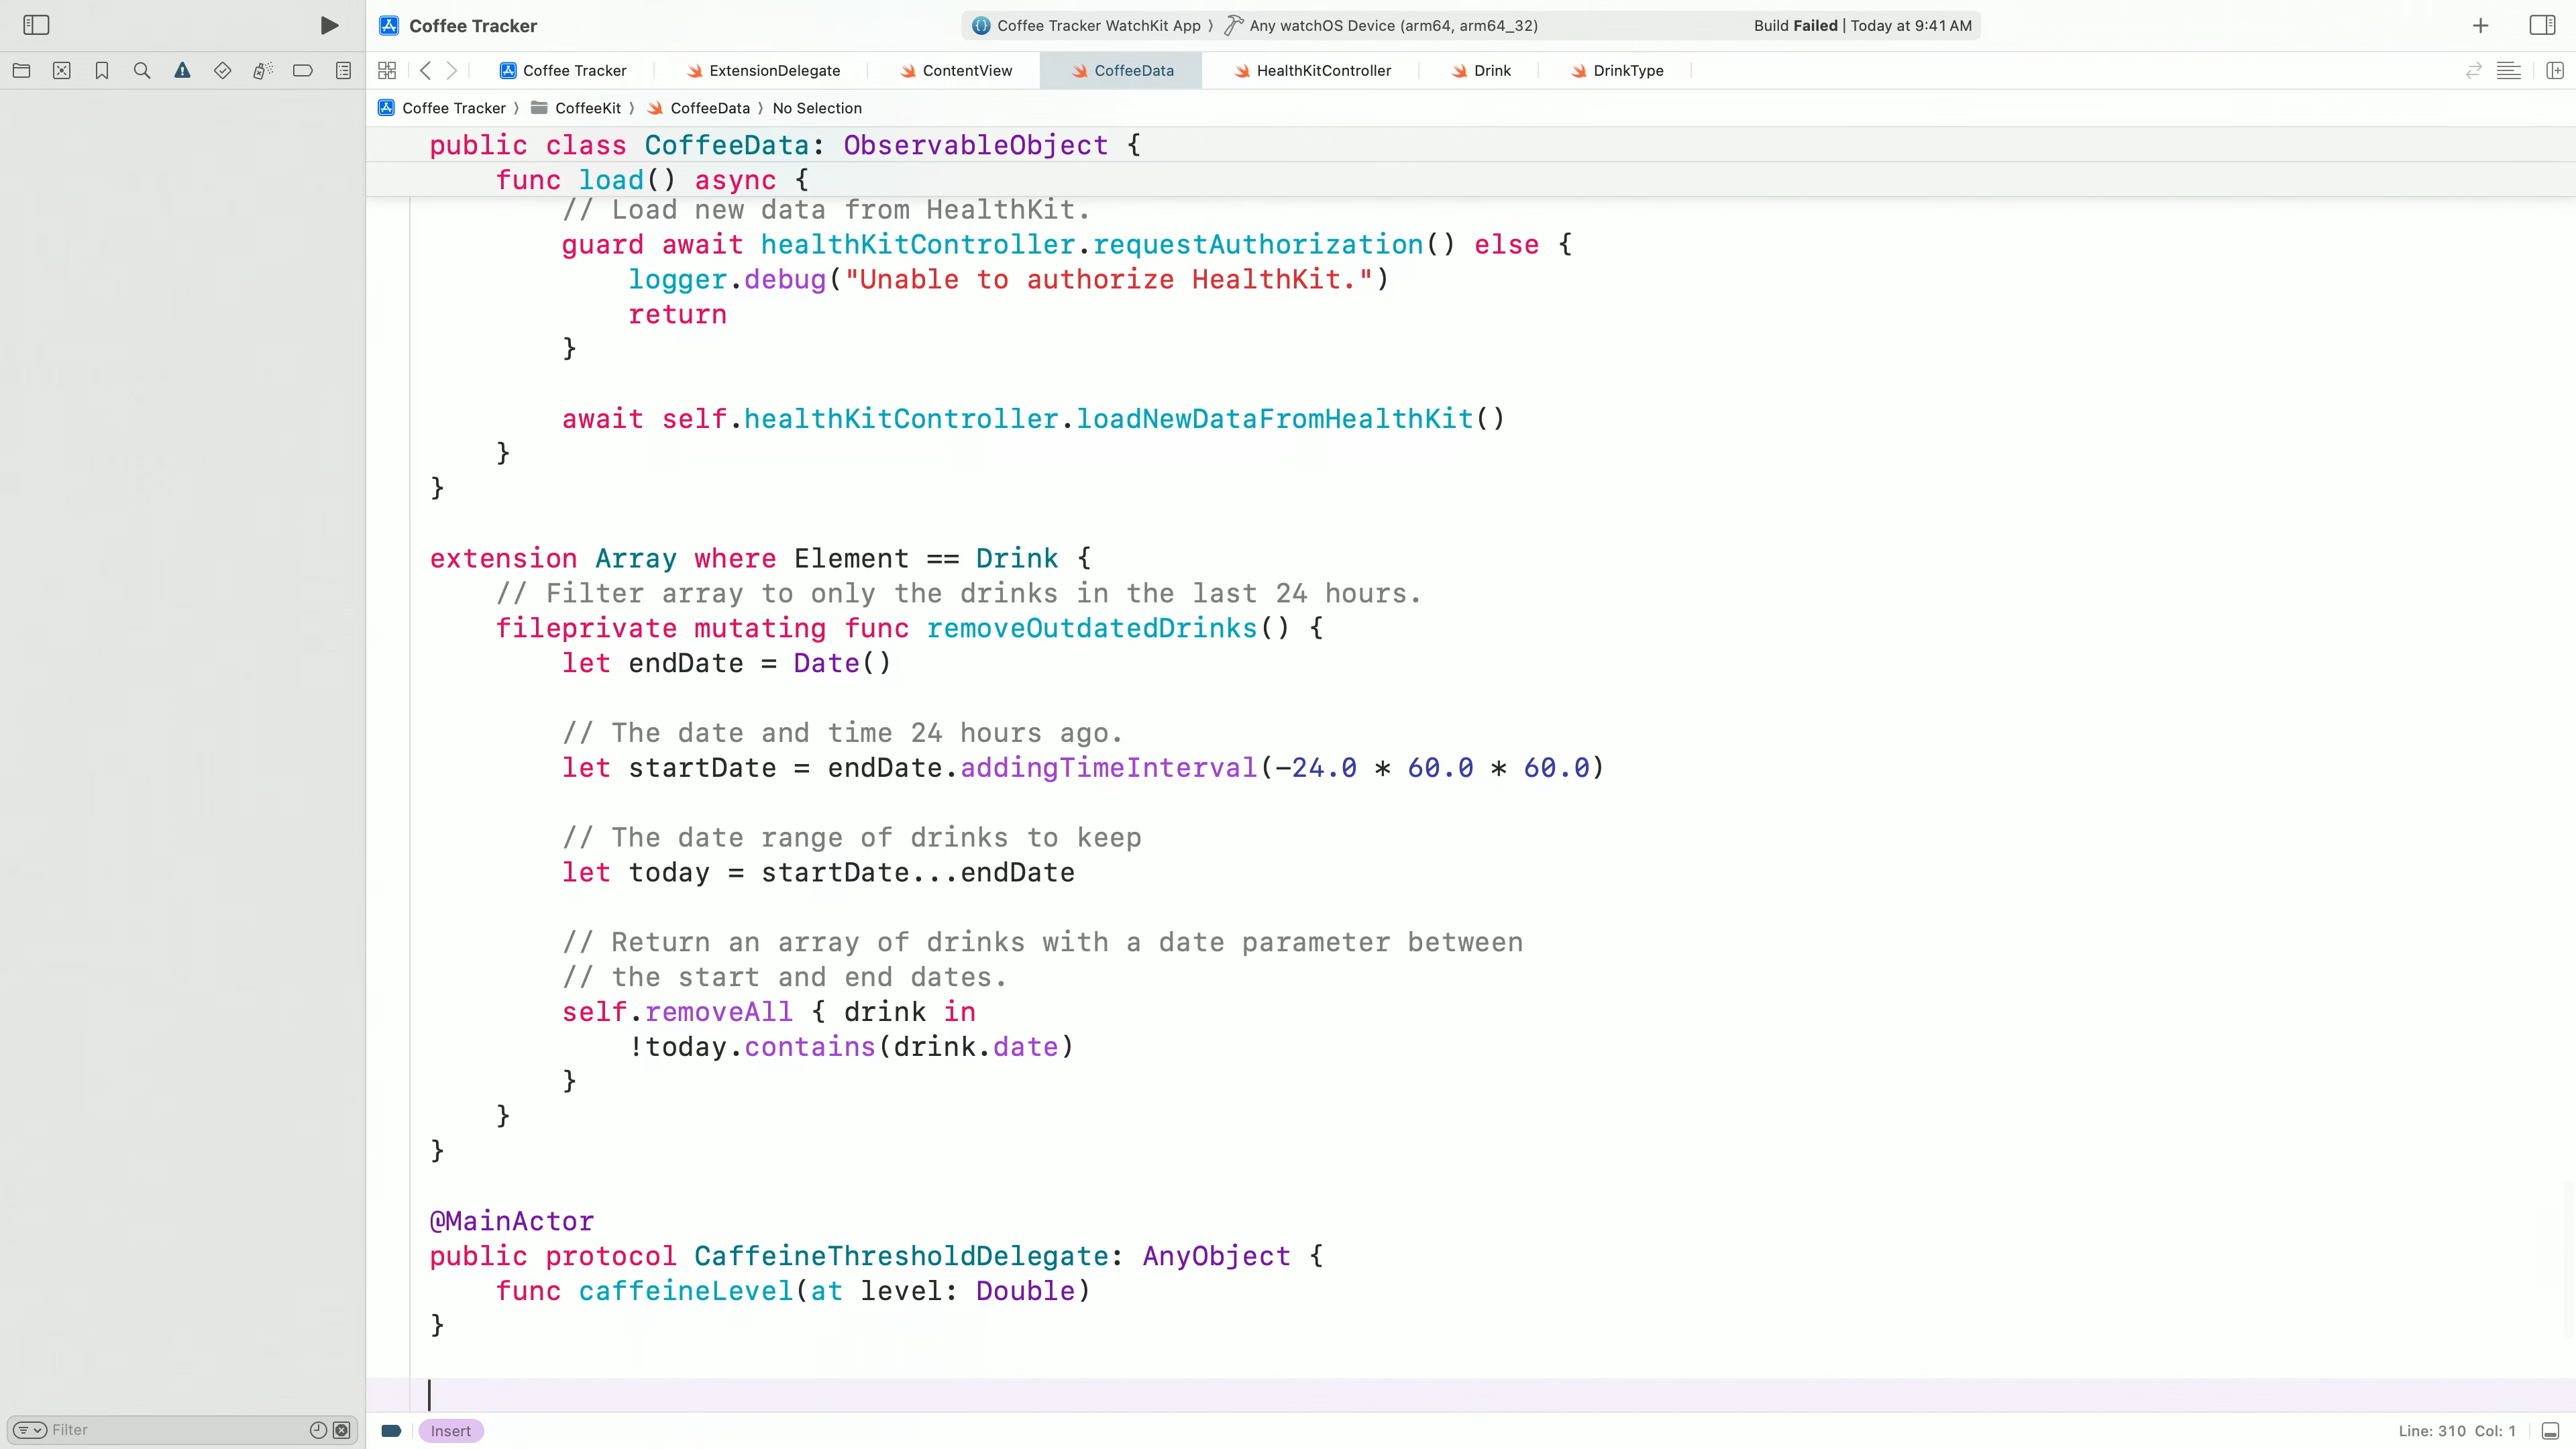 Coffee Tracker
Coffee Tracker WatchKit App ⟩ Any watchOS Device (arm64, arm64_32)
Build Failed | Today at 9:41 AM
Coffee Tracker
ExtensionDelegate
ContentView
CoffeeData
HealthKitController
Drink
DrinkType
Coffee Tracker ⟩ CoffeeKit ⟩ CoffeeData ⟩ No Selection
public class CoffeeData: ObservableObject {
func load() async {
// Load new data from HealthKit.
guard await healthKitController.requestAuthorization() else {
logger.debug("Unable to authorize HealthKit.")
return
}
await self.healthKitController.loadNewDataFromHealthKit()
}
}
extension Array where Element == Drink {
// Filter array to only the drinks in the last 24 hours.
fileprivate mutating func removeOutdatedDrinks() {
let endDate = Date()
// The date and time 24 hours ago.
let startDate = endDate.addingTimeInterval(-24.0 * 60.0 * 60.0)
// The date range of drinks to keep
let today = startDate...endDate
// Return an array of drinks with a date parameter between
// the start and end dates.
self.removeAll { drink in
!today.contains(drink.date)
}
}
}
@MainActor
public protocol CaffeineThresholdDelegate: AnyObject {
func caffeineLevel(at level: Double)
}
Filter
Insert
Line: 310 Col: 1